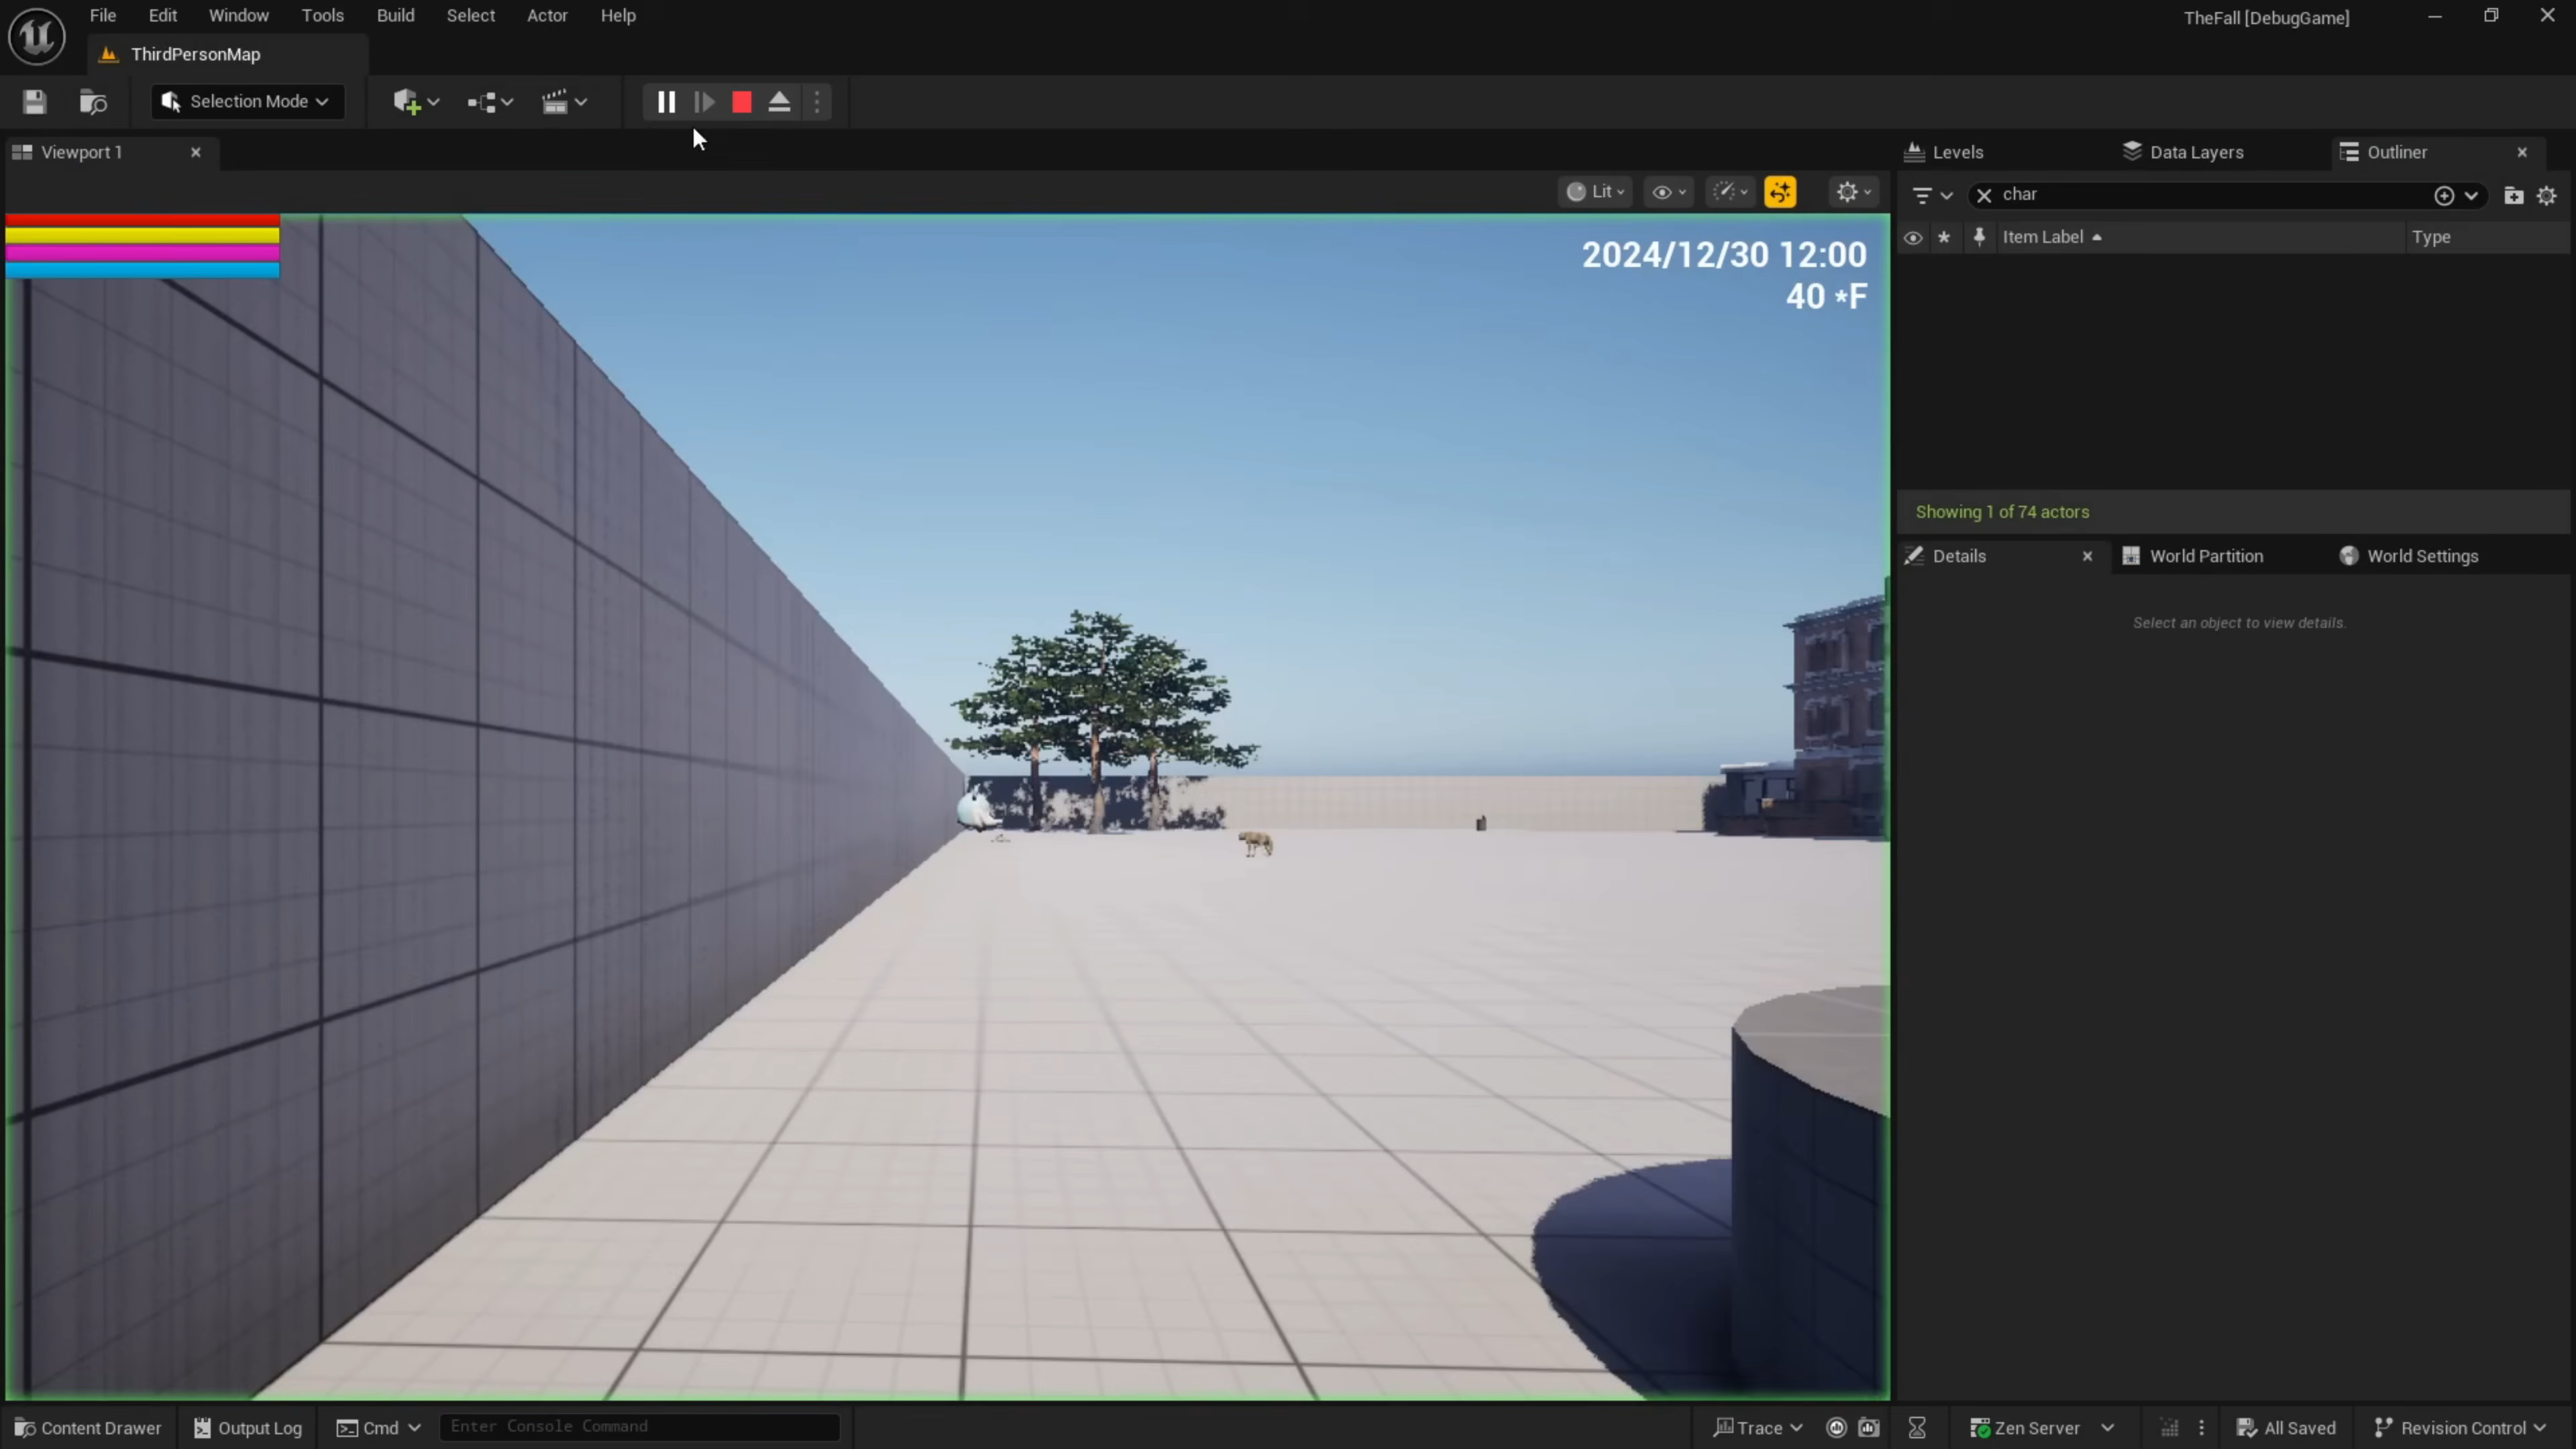 File Edit Window Tools Build Select Actor Help
TheFall [DebugGame]
ThirdPersonMap
Selection Mode
Viewport 1
Levels
Data Layers
Outliner
Lit
char
Item Label
Type
2024/12/30 12:00
40 *F
Showing 1 of 74 actors
Details
World Partition
World Settings
Select an object to view details.
Content Drawer
Output Log
Cmd
Enter Console Command
Trace
Zen Server
All Saved
Revision Control